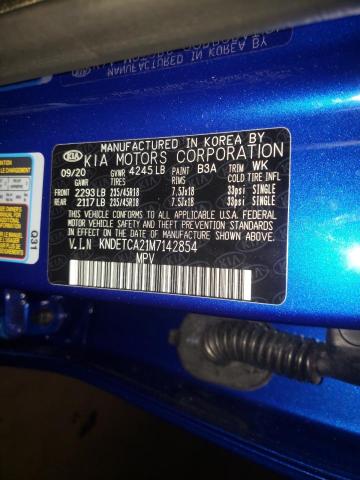 MANUFACTURED IN KOREA BY
KIA KIA MOTORS CORPORATION
09/20 GVWR 4245LB PAINT B3A TRIM WK
GAWR TIRES RIMS COLD TIRE INFL
FRONT 2293LB 235/45R18 7.5JX18 33psi SINGLE
REAR 2117LB 235/45R18 7.5JX18 33psi SINGLE
THIS VEHICLE CONFORMS TO ALL APPLICABLE U.S.A FEDERAL
MOTOR VEHICLE SAFETY AND THEFT PREVENTION STANDARDS
IN EFFECT ON THE DATE OF MANUFACTURE SHOWN ABOVE
V.I.N KNDETCA21M7142854
MPV
Q31